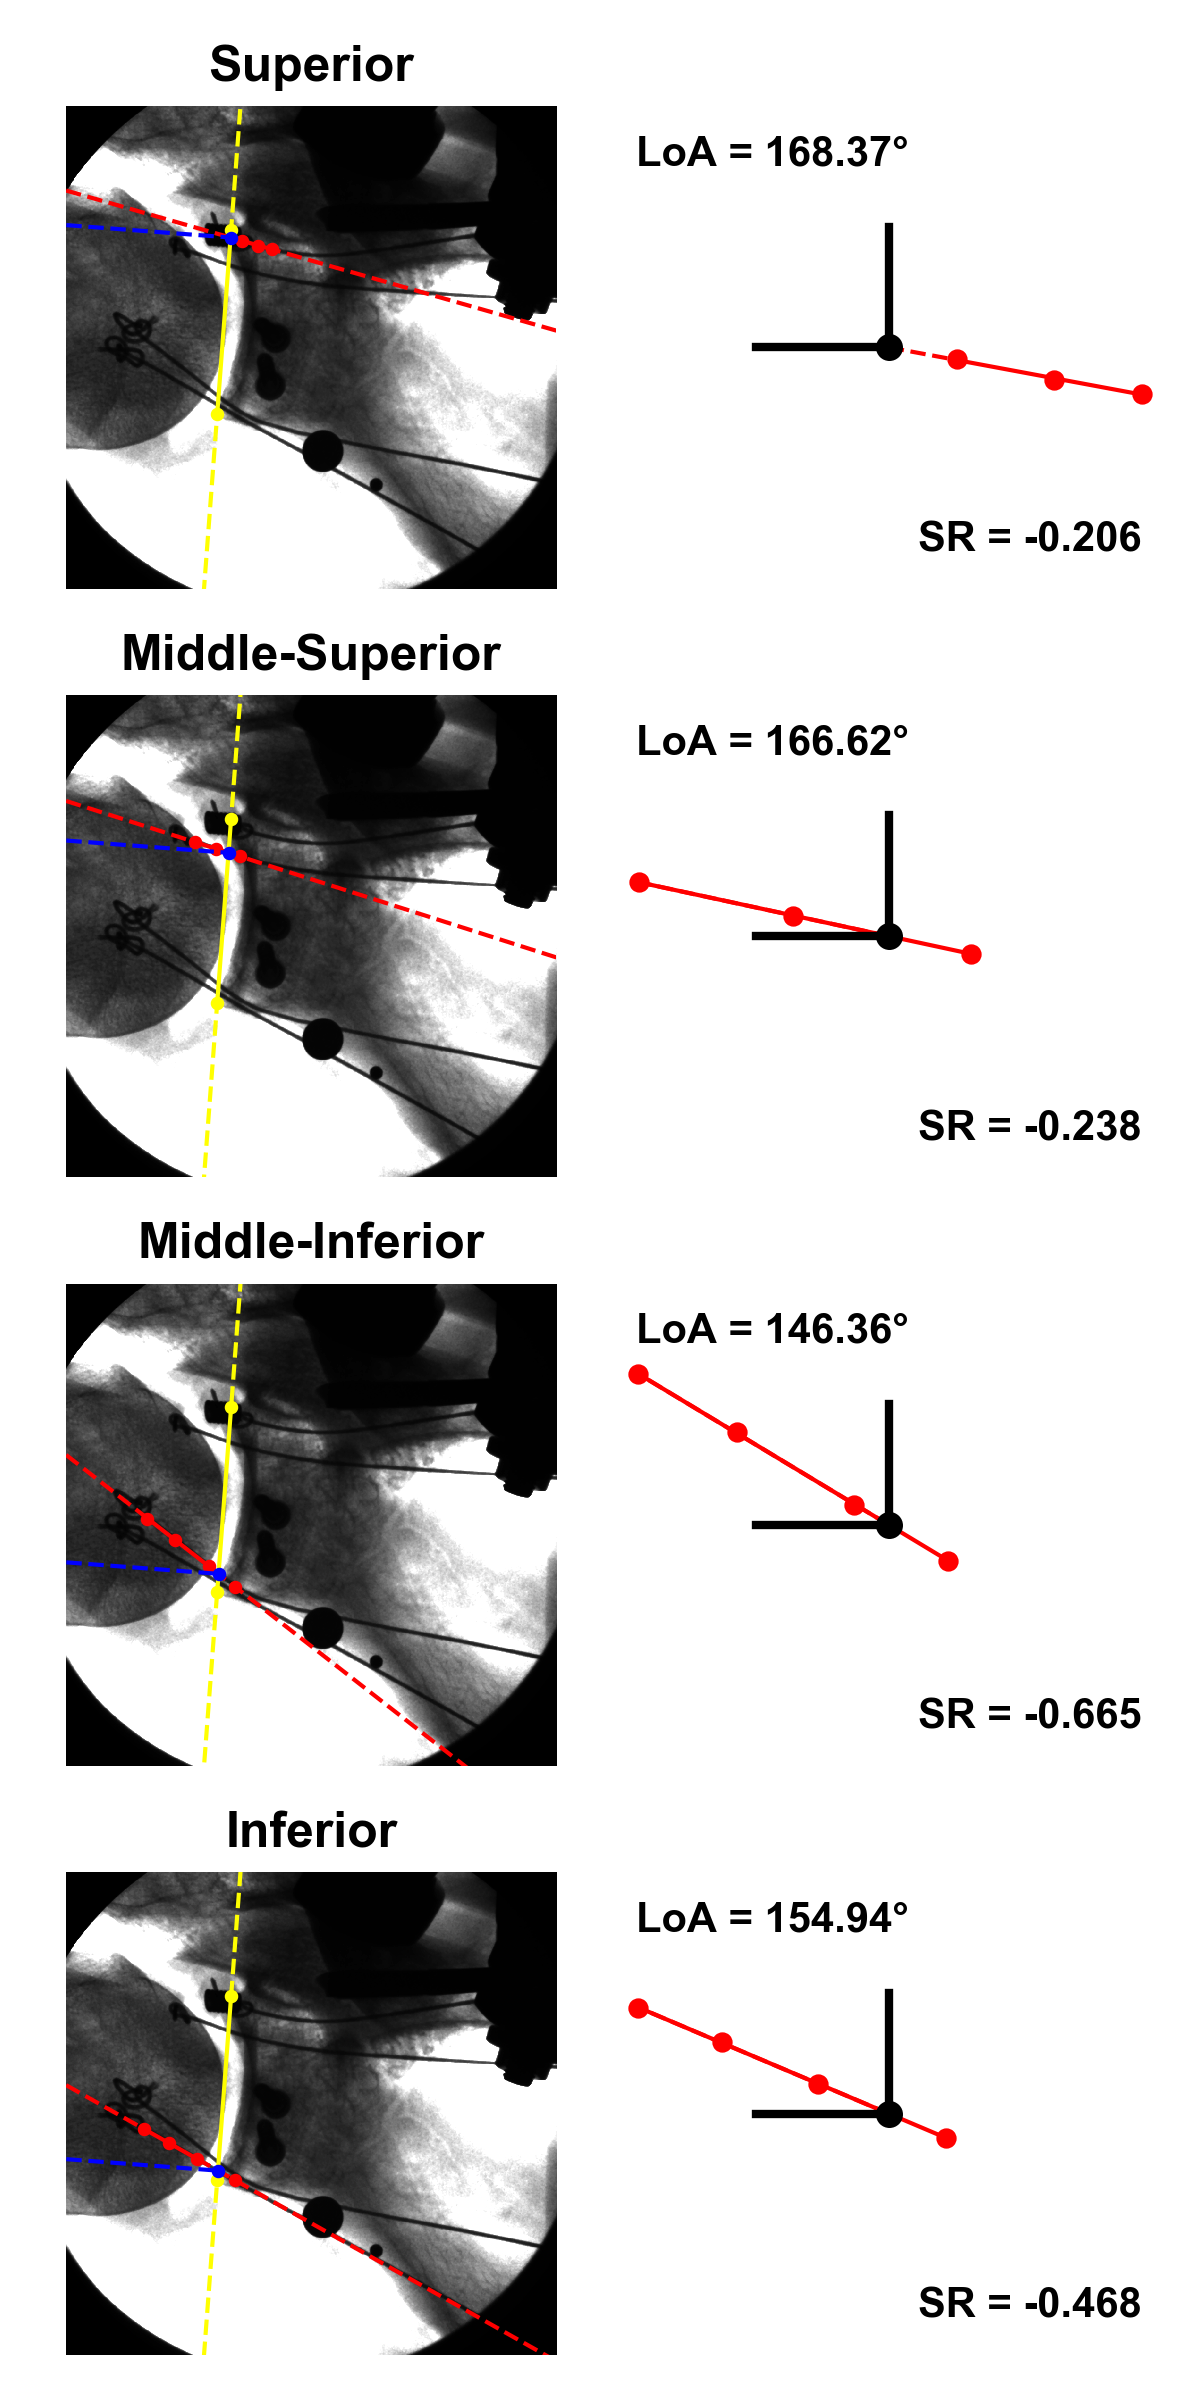 Superior
LoA = 168.37°
SR = -0.206
Middle-Superior
LoA = 166.62°
SR = -0.238
Middle-Inferior
LoA = 146.36°
SR = -0.665
Inferior
LoA = 154.94°
SR = -0.468